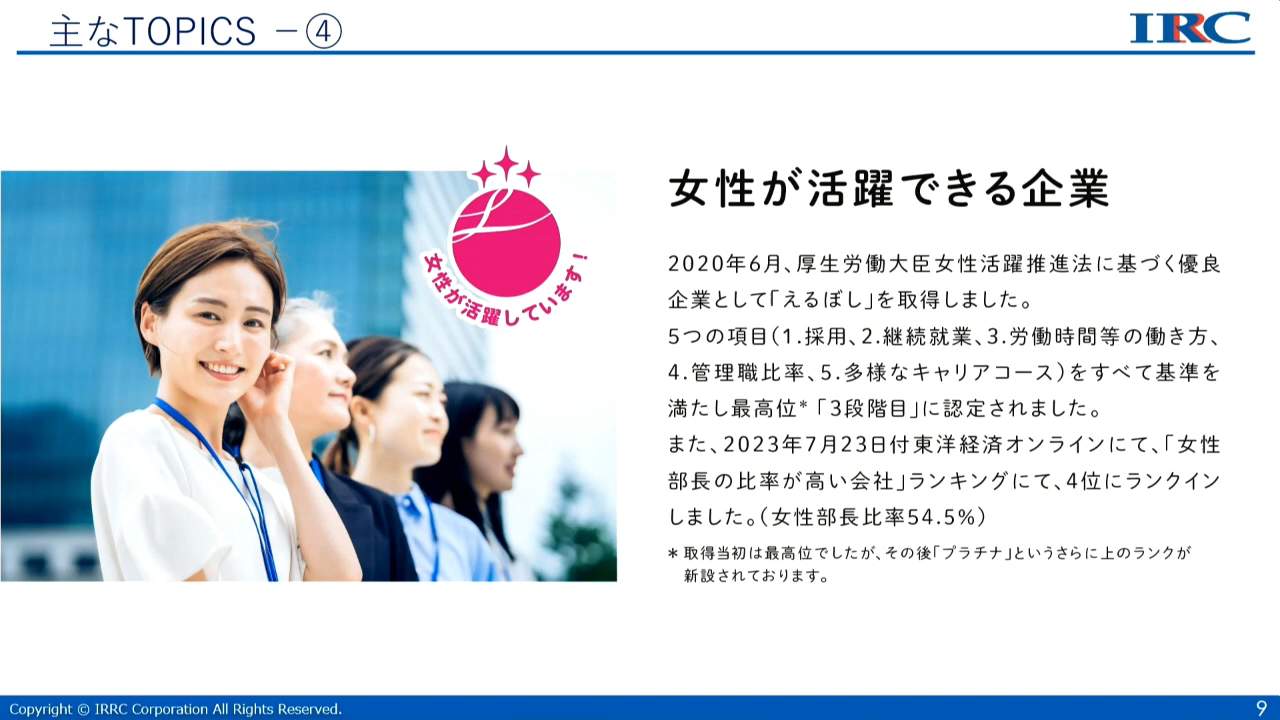 主なTOPICS －④
IRRC
女性が活躍しています!
女性が活躍できる企業
2020年6月、厚生労働大臣女性活躍推進法に基づく優良
企業として「えるぼし」を取得しました。
5つの項目(1.採用、2.継続就業、3.労働時間等の働き方、
4.管理職比率、5.多様なキャリアコース)をすべて基準を
満たし最高位*「3段階目」に認定されました。
また、2023年7月23日付東洋経済オンラインにて、「女性
部長の比率が高い会社」ランキングにて、4位にランクイン
しました。(女性部長比率54.5%)
* 取得当初は最高位でしたが、その後「プラチナ」というさらに上のランクが
新設されております。
Copyright © IRRC Corporation All Rights Reserved.
9